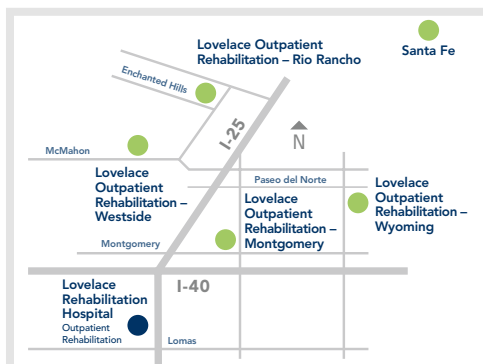 Lovelace Outpatient
Rehabilitation – Rio Rancho
Santa Fe
Enchanted Hills
I-25
N
McMahon
Lovelace
Outpatient
Rehabilitation –
Westside
Paseo del Norte
Lovelace
Outpatient
Rehabilitation –
Montgomery
Lovelace
Outpatient
Rehabilitation –
Wyoming
Montgomery
I-40
Lovelace
Rehabilitation
Hospital
Outpatient
Rehabilitation
Lomas